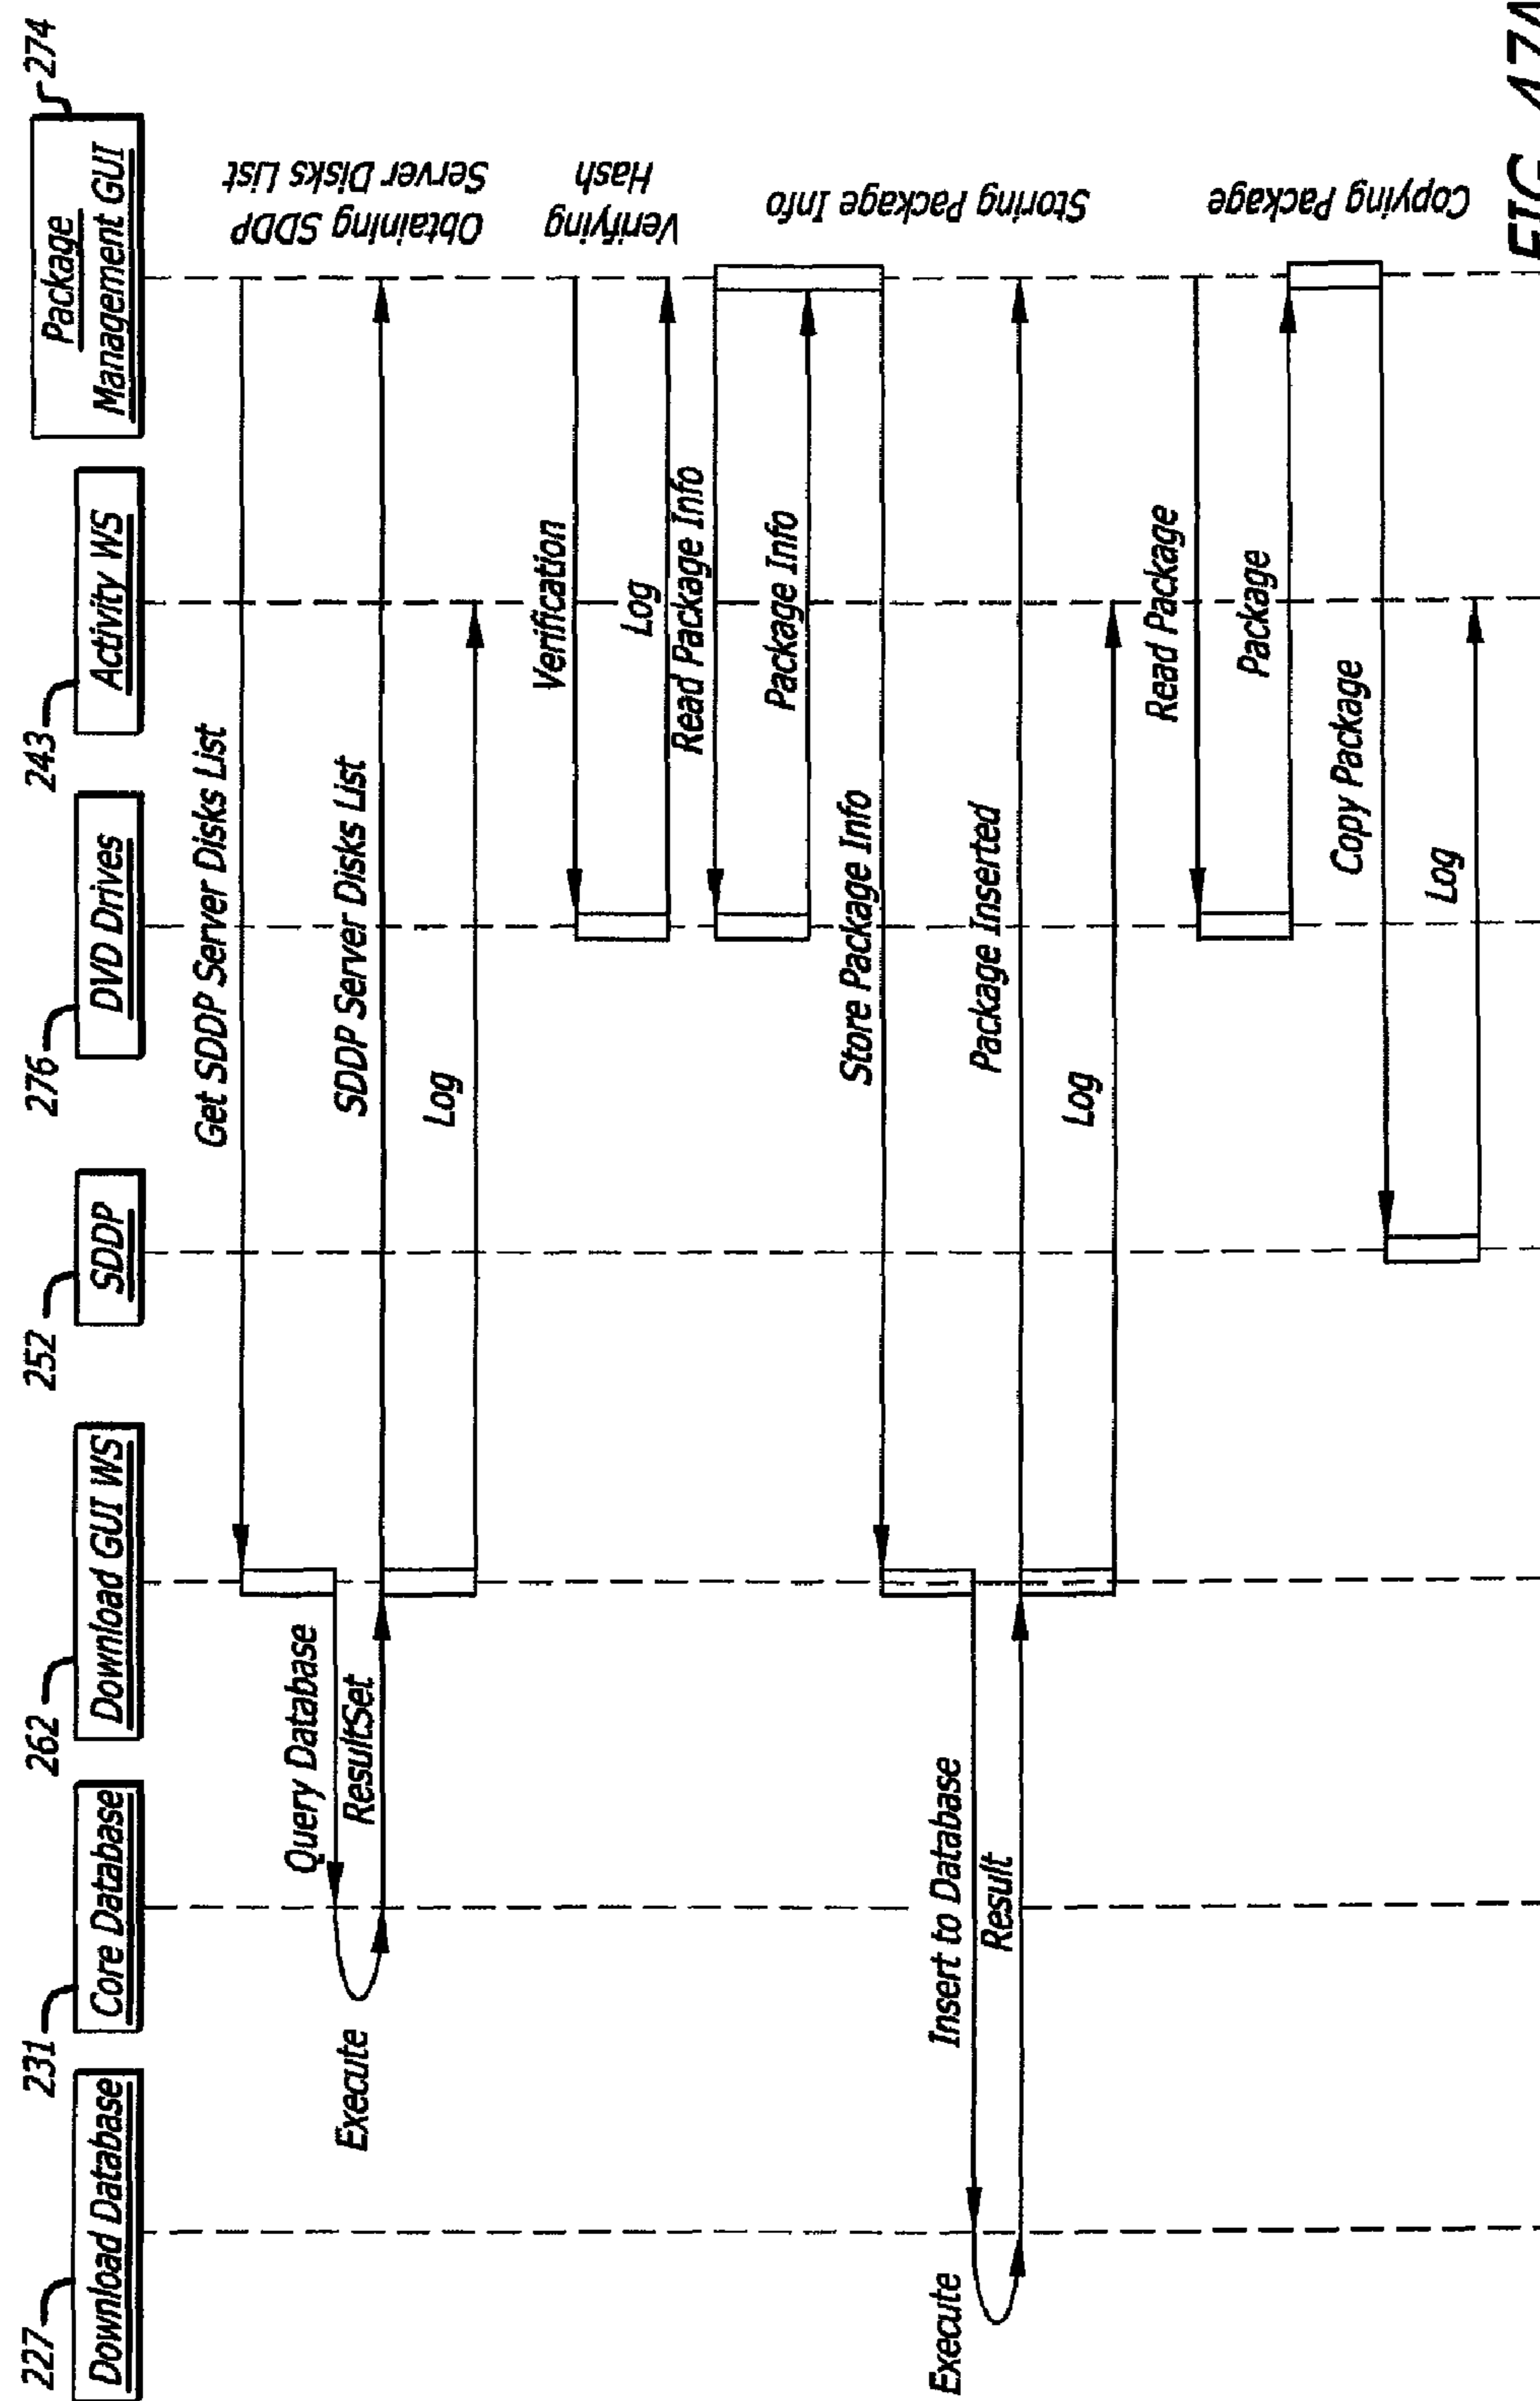 227
231
262
252
276
243
274
Download Database
Core Database
Download GUI WS
SDDP
DVD Drives
Activity WS
Package
Management GUI
Get SDDP Server Disks List
Obtaining SDDP
Server Disks List
Query Database
Execute
ResultSet
SDDP Server Disks List
Log
Verification
Verifying
Hash
Log
Read Package Info
Package Info
Storing Package Info
Store Package Info
Insert to Database
Execute
Result
Package Inserted
Log
Read Package
Package
Copying Package
Copy Package
Log
FIG. 47A